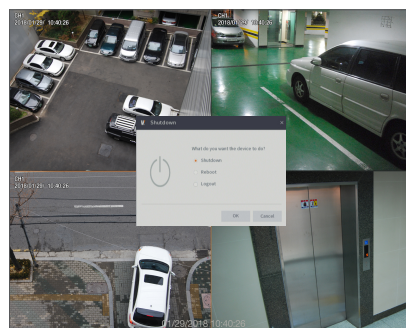 CH1
2018/01/29/ 10:40:26
CH1
2018/01/29/ 10:40:26
Shutdown
What do you want the device to do?
Shutdown
Reboot
Logout
OK
Cancel
CH1
2018/01/29/ 10:40:26
01/29/2018 10:40:26